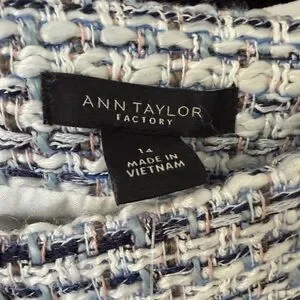 ANN TAYLOR
FACTORY
14
MADE IN
VIETNAM